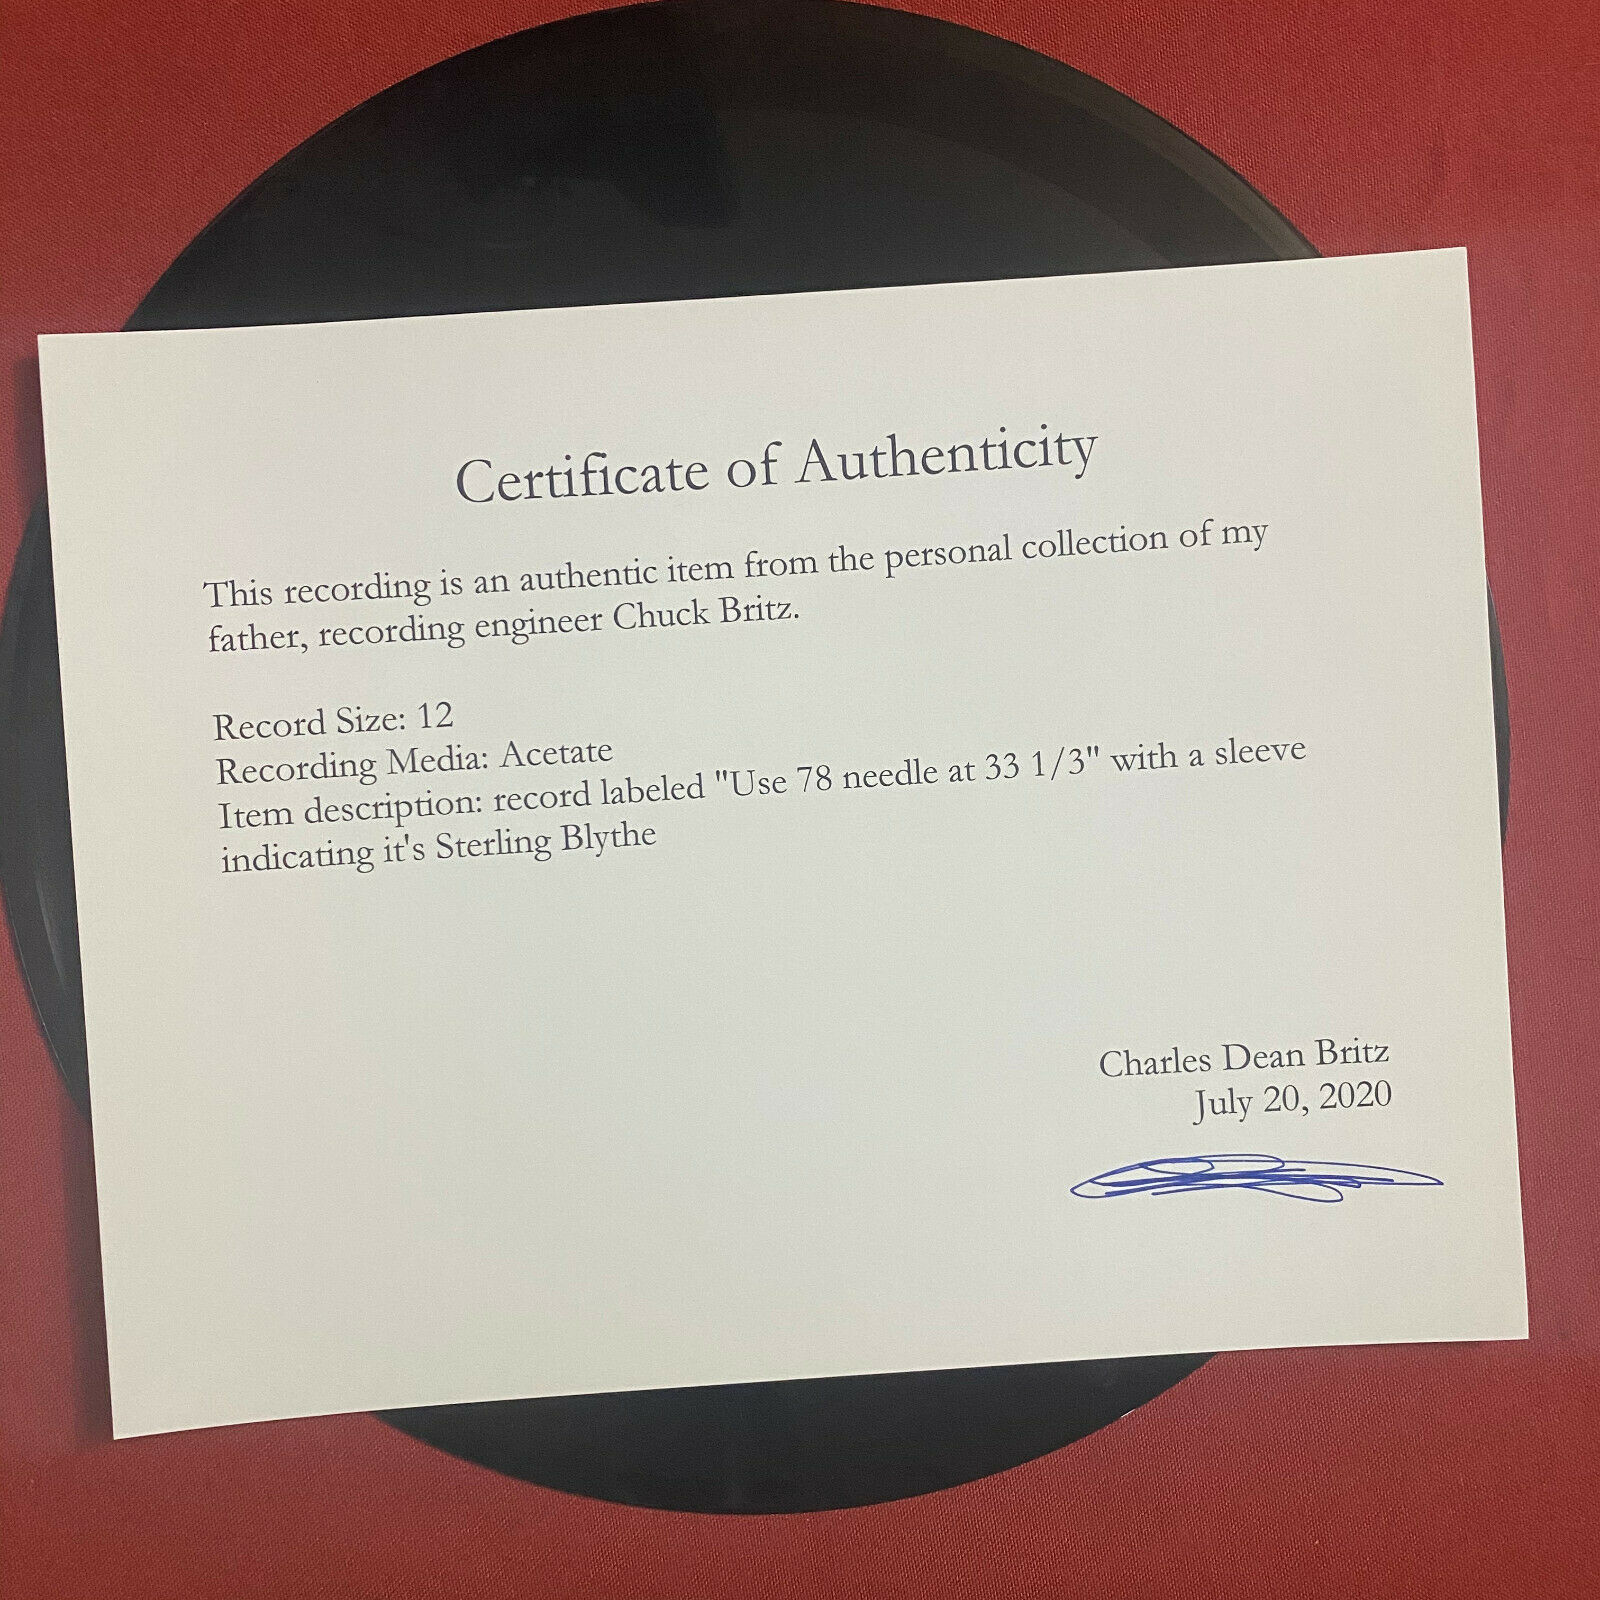 Certificate of Authenticity
This recording is an authentic item from the personal collection of my
father, recording engineer Chuck Britz.
Record Size: 12
Recording Media: Acetate
Item description: record labeled "Use 78 needle at 33 1/3" with a sleeve
indicating it's Sterling Blythe
Charles Dean Britz
July 20, 2020